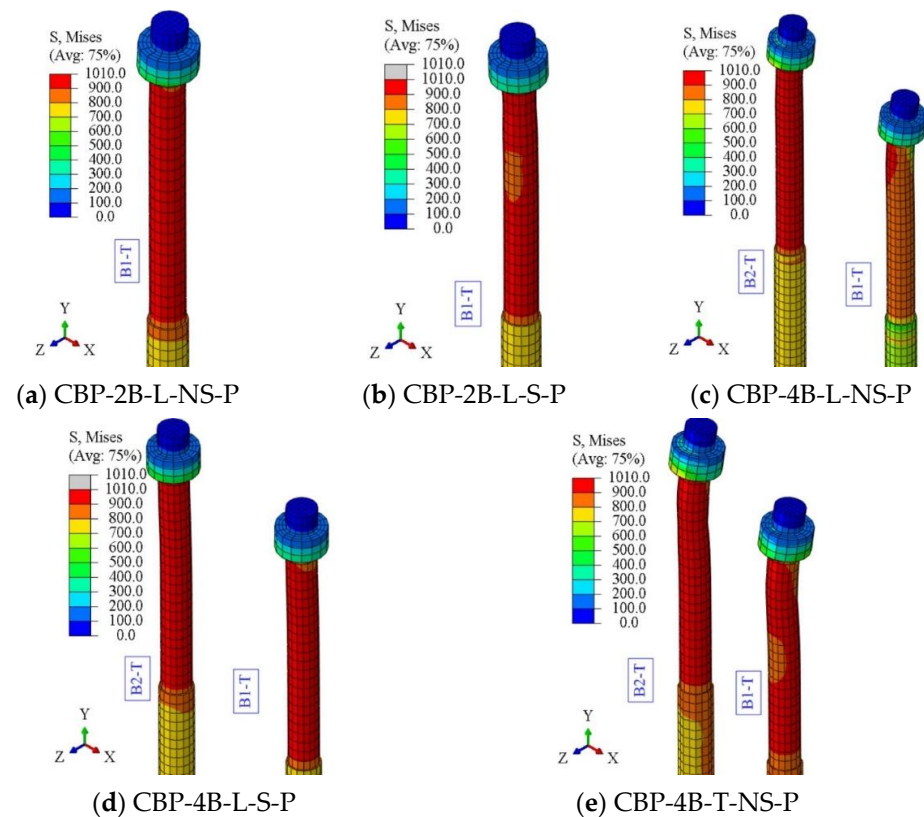 S, Mises
(Avg: 75%)
1010.0
900.0
800.0
700.0
600.0
500.0
400.0
300.0
200.0
100.0
0.0
B1-T
Y
Z
X
(a) CBP-2B-L-NS-P
S, Mises
(Avg: 75%)
1010.0
1010.0
900.0
800.0
700.0
600.0
500.0
400.0
300.0
200.0
100.0
0.0
B1-T
Y
Z
X
(b) CBP-2B-L-S-P
S, Mises
(Avg: 75%)
1010.0
900.0
800.0
700.0
600.0
500.0
400.0
300.0
200.0
100.0
0.0
B2-T
B1-T
Y
Z
X
(c) CBP-4B-L-NS-P
S, Mises
(Avg: 75%)
1010.0
1010.0
900.0
800.0
700.0
600.0
500.0
400.0
300.0
200.0
100.0
0.0
B2-T
B1-T
Y
Z
X
(d) CBP-4B-L-S-P
S, Mises
(Avg: 75%)
1010.0
900.0
800.0
700.0
600.0
500.0
400.0
300.0
200.0
100.0
0.0
B2-T
B1-T
Y
Z
X
(e) CBP-4B-T-NS-P